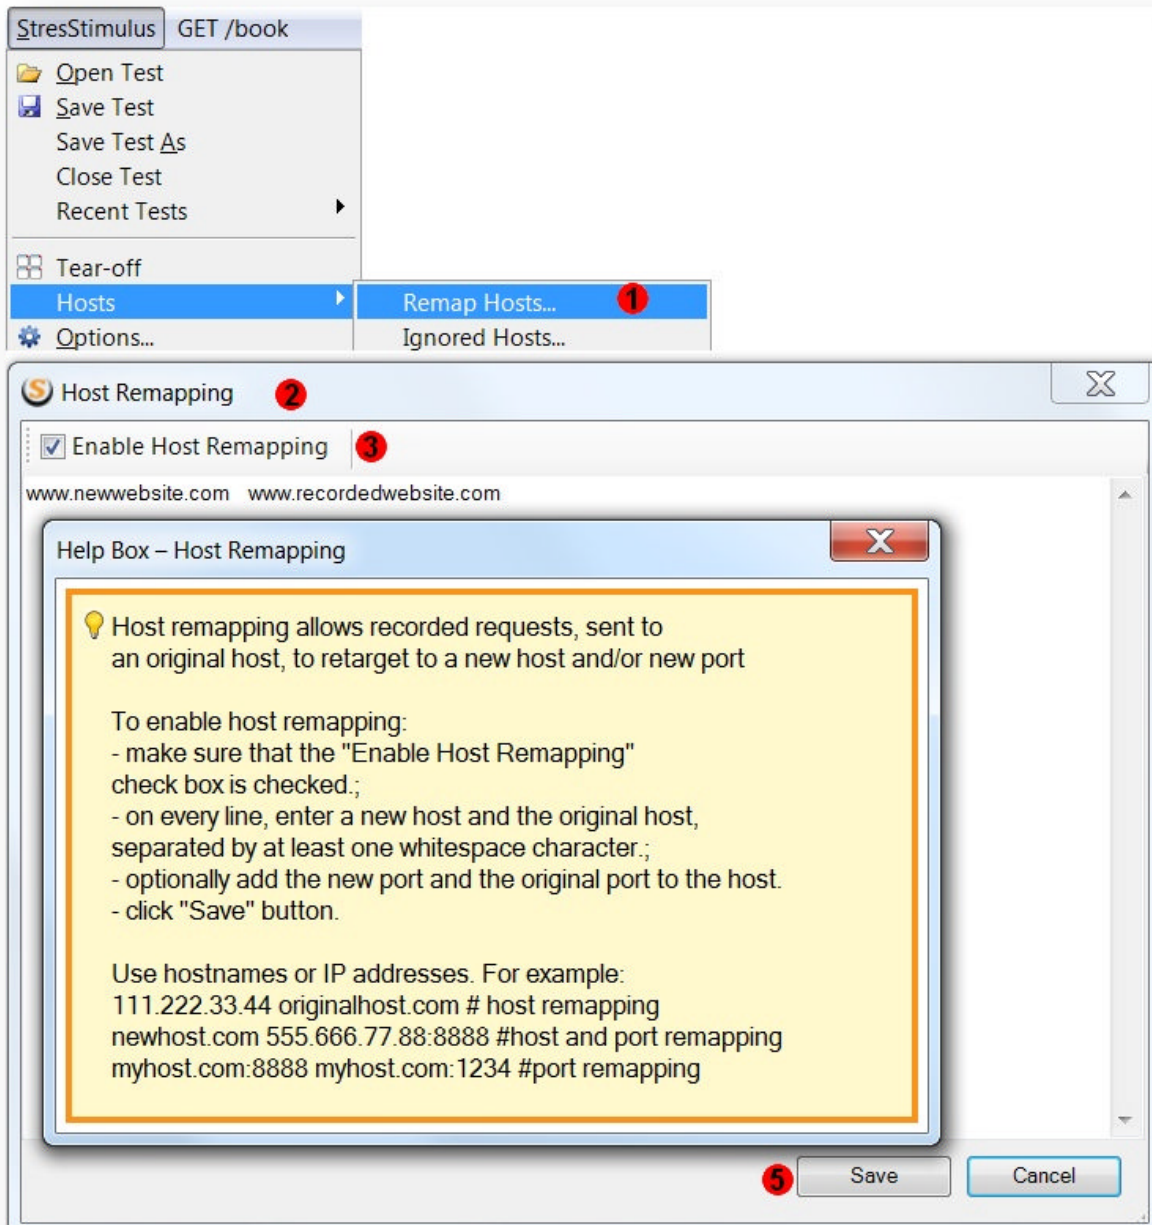 StresStimulus GET /book
Open Test
Save Test
Save Test As
Close Test
Recent Tests
Tear-off
Hosts
Remap Hosts... 1
Options...
Ignored Hosts...
Host Remapping 2
Enable Host Remapping 3
www.newwebsite.com www.recordedwebsite.com
Help Box – Host Remapping
Host remapping allows recorded requests, sent to
an original host, to retarget to a new host and/or new port
To enable host remapping:
- make sure that the "Enable Host Remapping"
check box is checked.;
- on every line, enter a new host and the original host,
separated by at least one whitespace character.;
- optionally add the new port and the original port to the host.
- click "Save" button.
Use hostnames or IP addresses. For example:
111.222.33.44 originalhost.com # host remapping
newhost.com 555.666.77.88:8888 #host and port remapping
myhost.com:8888 myhost.com:1234 #port remapping
5 Save Cancel